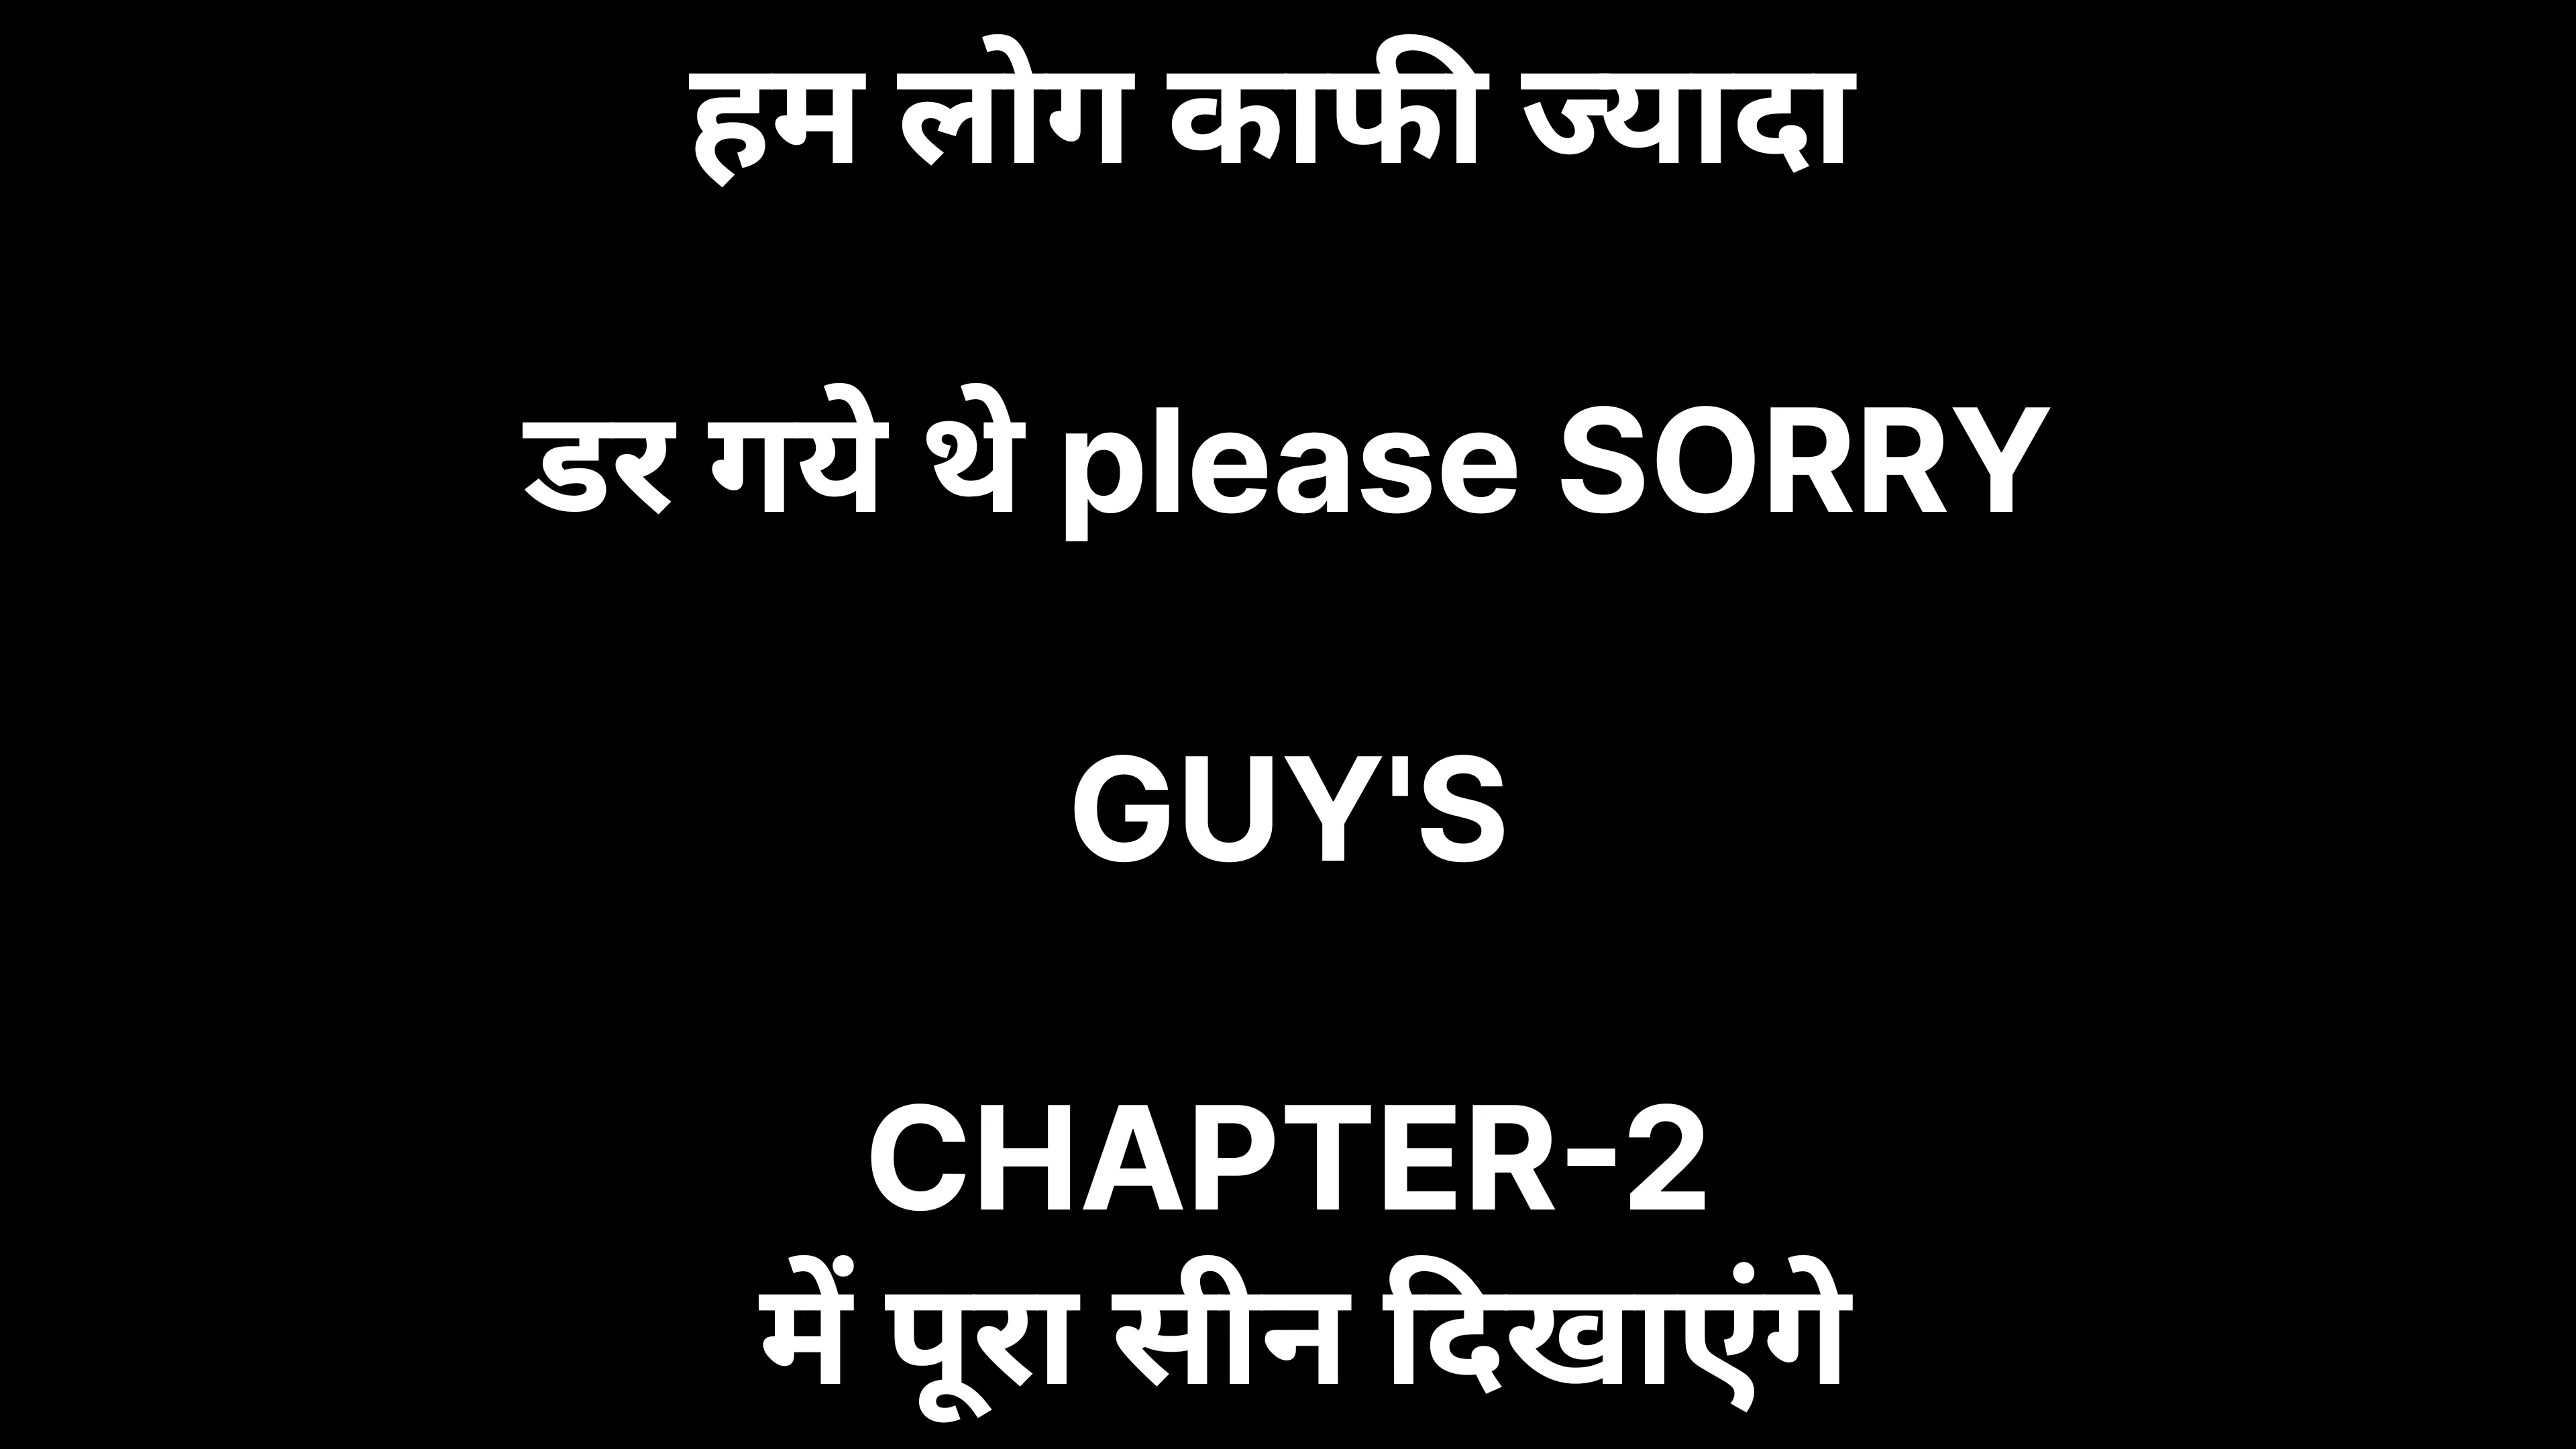 हम लोग काफी ज्यादा
डर गये थे please SORRY
GUY'S
CHAPTER-2
में पूरा सीन दिखाएंगे